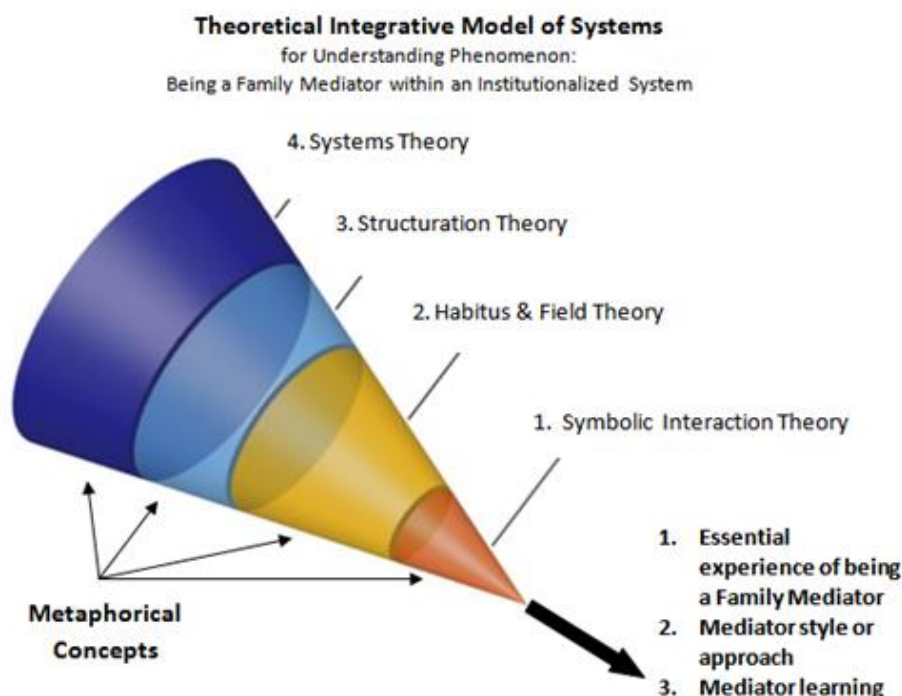 Theoretical Integrative Model of Systems
for Understanding Phenomenon:
Being a Family Mediator within an Institutionalized System
4. Systems Theory
3. Structuration Theory
2. Habitus & Field Theory
1. Symbolic Interaction Theory
Metaphorical
Concepts
1. Essential
experience of being
a Family Mediator
2. Mediator style or
approach
3. Mediator learning